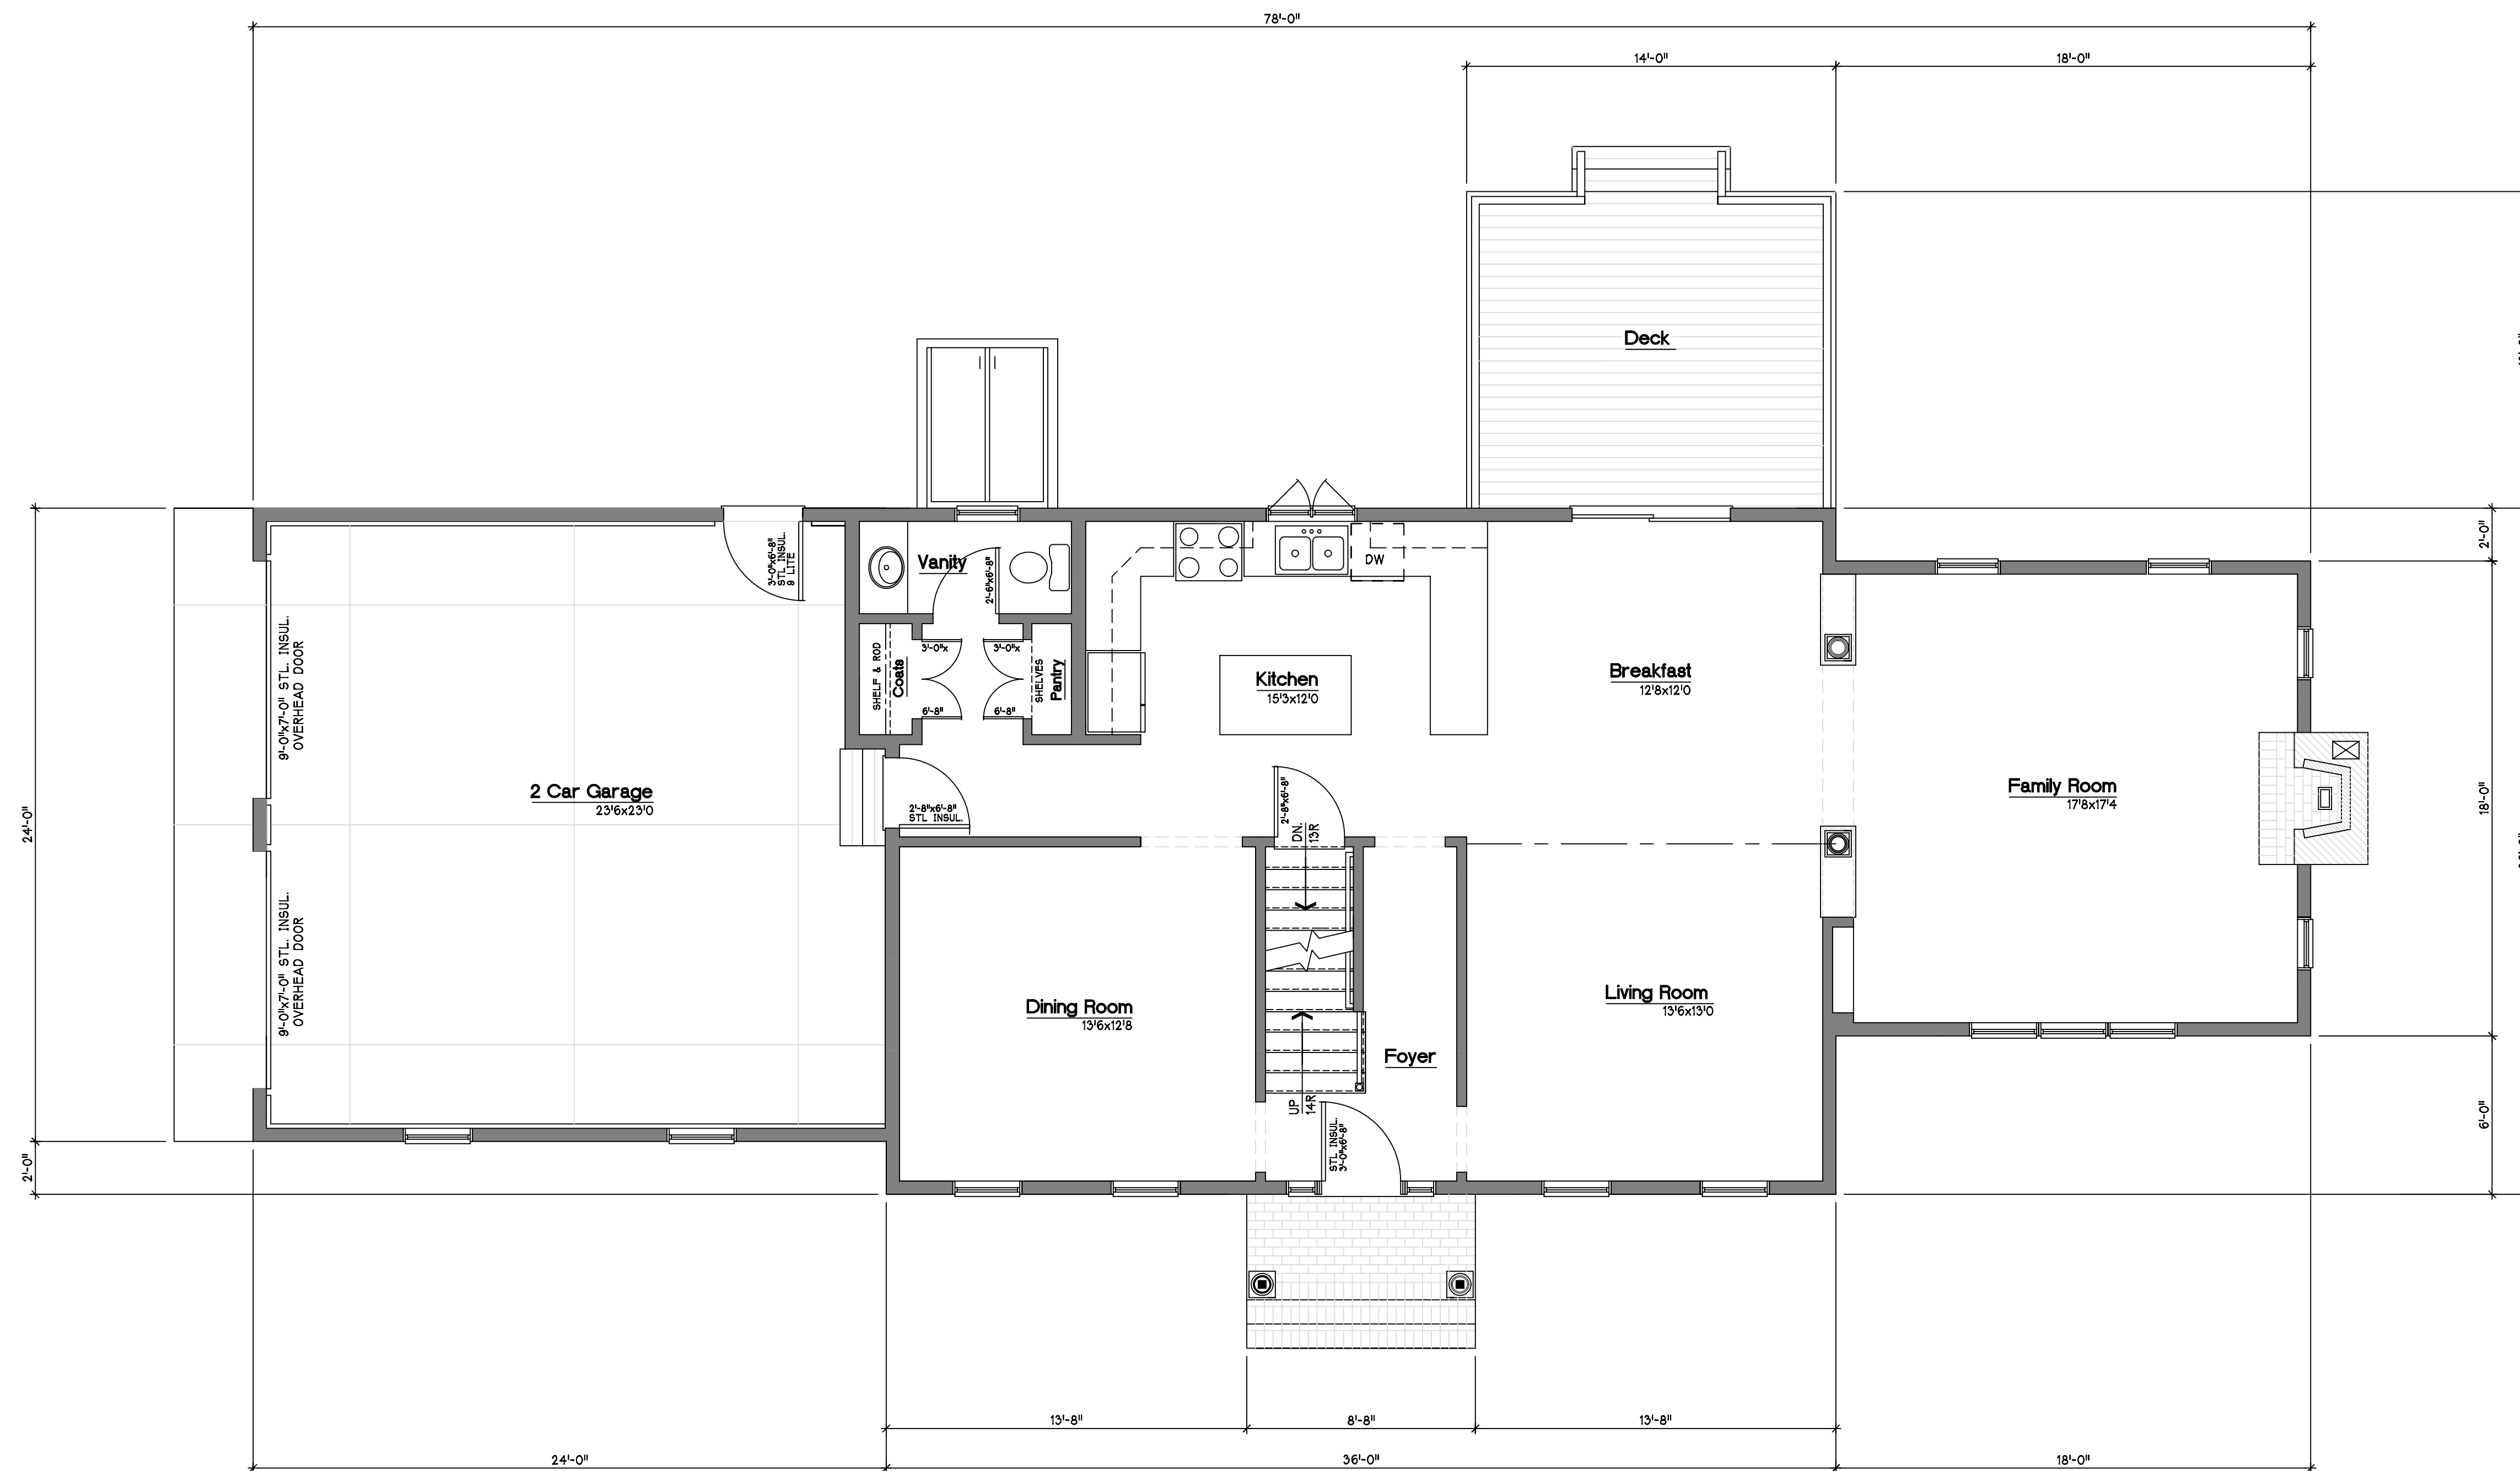 78'-0"
14'-0"
18'-0"
Deck
3'-0"x6'-8"
STL INSUL.
9 LITE
Vanity
2'-6"x6'-8"
DW
2'-0"
9'-0"x7'-0" STL. INSUL.
OVERHEAD DOOR
SHELF & ROD
Coats
3'-0"x
6'-8"
3'-0"x
6'-8"
SHELVES
Pantry
Kitchen
15'3x12'0
Breakfast
12'8x12'0
2 Car Garage
23'6x23'0
2'-8"x6'-8"
STL INSUL.
2'-8"x6'-8"
DN.
13R
Family Room
17'8x17'4
24'-0"
18'-0"
9'-0"x7'-0" STL. INSUL.
OVERHEAD DOOR
Dining Room
13'6x12'8
Living Room
13'6x13'0
Foyer
UP
14R
STL INSUL.
3'-0"x6'-8"
6'-0"
2'-0"
13'-8"
8'-8"
13'-8"
24'-0"
36'-0"
18'-0"